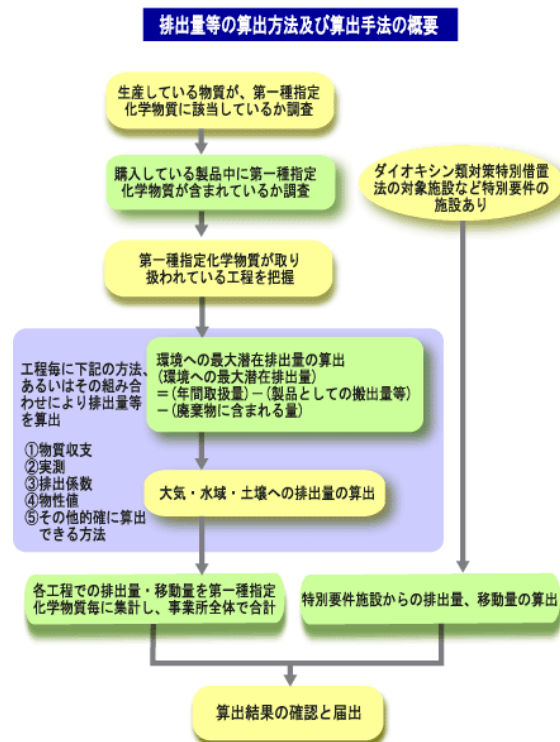 排出量等の算出方法及び算出手法の概要
生産している物質が、第一種指定
化学物質に該当しているか調査
購入している製品中に第一種指定
化学物質が含まれているか調査
ダイオキシン類対策特別借置
法の対象施設など特別要件の
施設あり
第一種指定化学物質が取り
扱われている工程を把握
工程毎に下記の方法、
あるいはその組み合
わせにより排出量等
を算出
①物質収支
②実測
③排出係数
④物性値
⑤その他的確に算出
できる方法
環境への最大潜在排出量の算出
(環境への最大潜在排出量)
＝(年間取扱量)－(製品としての搬出量等)
－(廃棄物に含まれる量)
大気・水域・土壌への排出量の算出
各工程での排出量・移動量を第一種指定
化学物質毎に集計し、事業所全体で合計
特別要件施設からの排出量、移動量の算出
算出結果の確認と届出